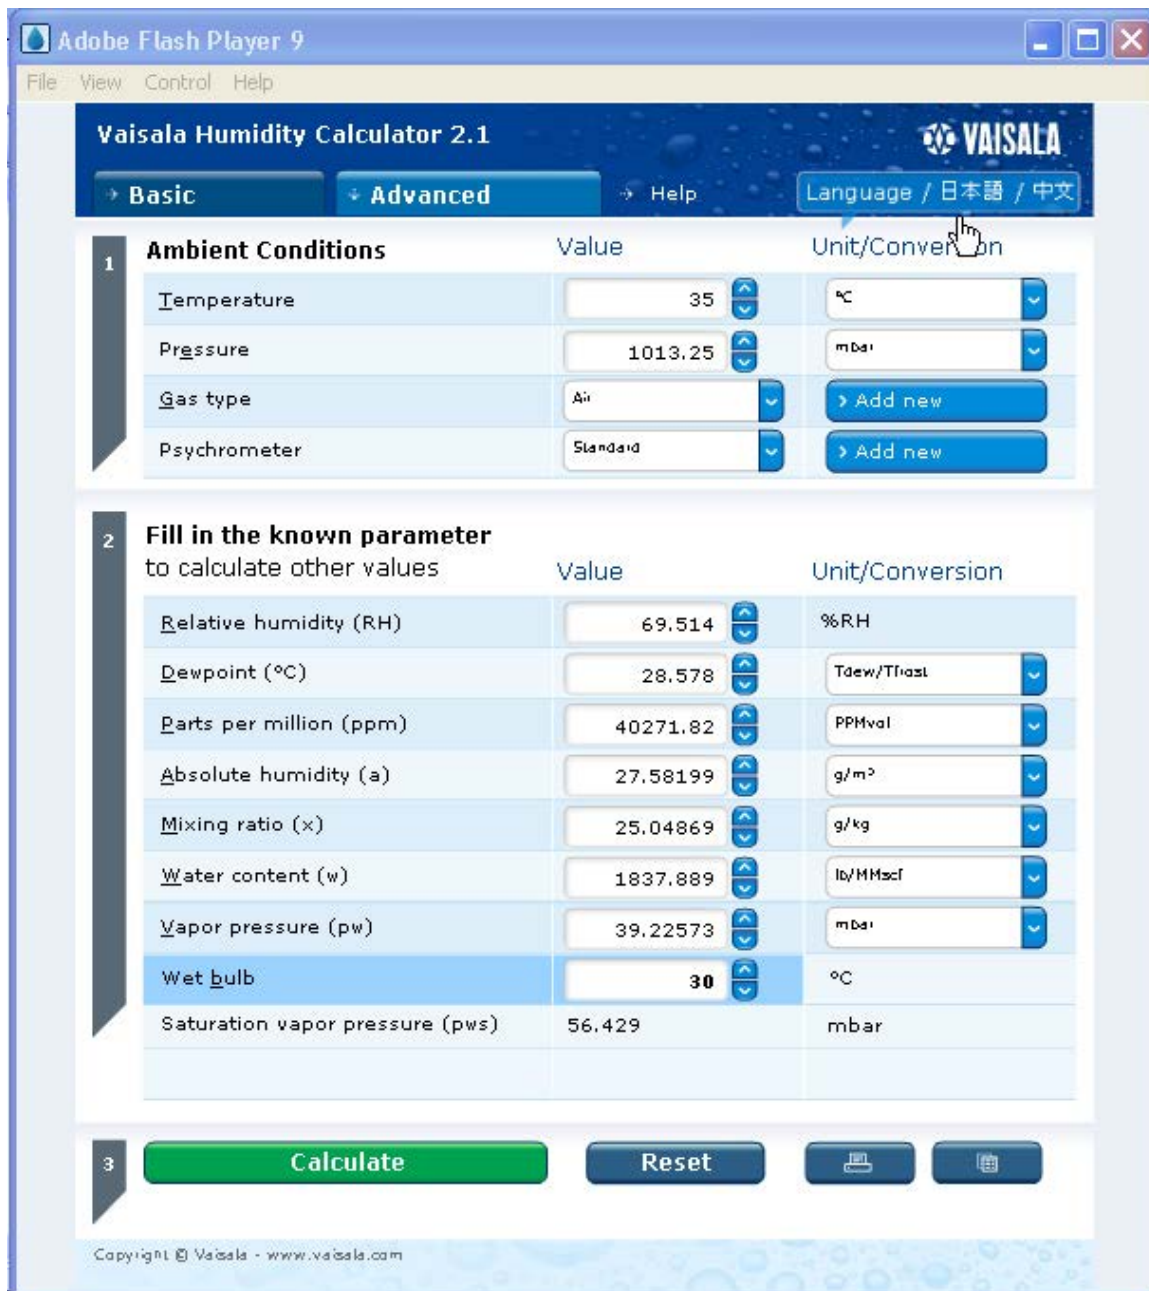 Adobe Flash Player 9
File View Control Help
Vaisala Humidity Calculator 2.1
VAISALA
Basic Advanced Help Language / 日本語 / 中文
1 Ambient Conditions Value Unit/Conversion
Temperature 35 °C
Pressure 1013.25 mbar
Gas type Air > Add new
Psychrometer Standard > Add new
2 Fill in the known parameter
to calculate other values Value Unit/Conversion
Relative humidity (RH) 69.514 %RH
Dewpoint (°C) 28.578 Tdew/Tfrost
Parts per million (ppm) 40271.82 PPMvol
Absolute humidity (a) 27.58199 g/m³
Mixing ratio (x) 25.04869 g/kg
Water content (w) 1837.889 lb/MMscf
Vapor pressure (pw) 39.22573 mbar
Wet bulb 30 °C
Saturation vapor pressure (pws) 56.429 mbar
3 Calculate Reset
Copyright © Vaisala - www.vaisala.com